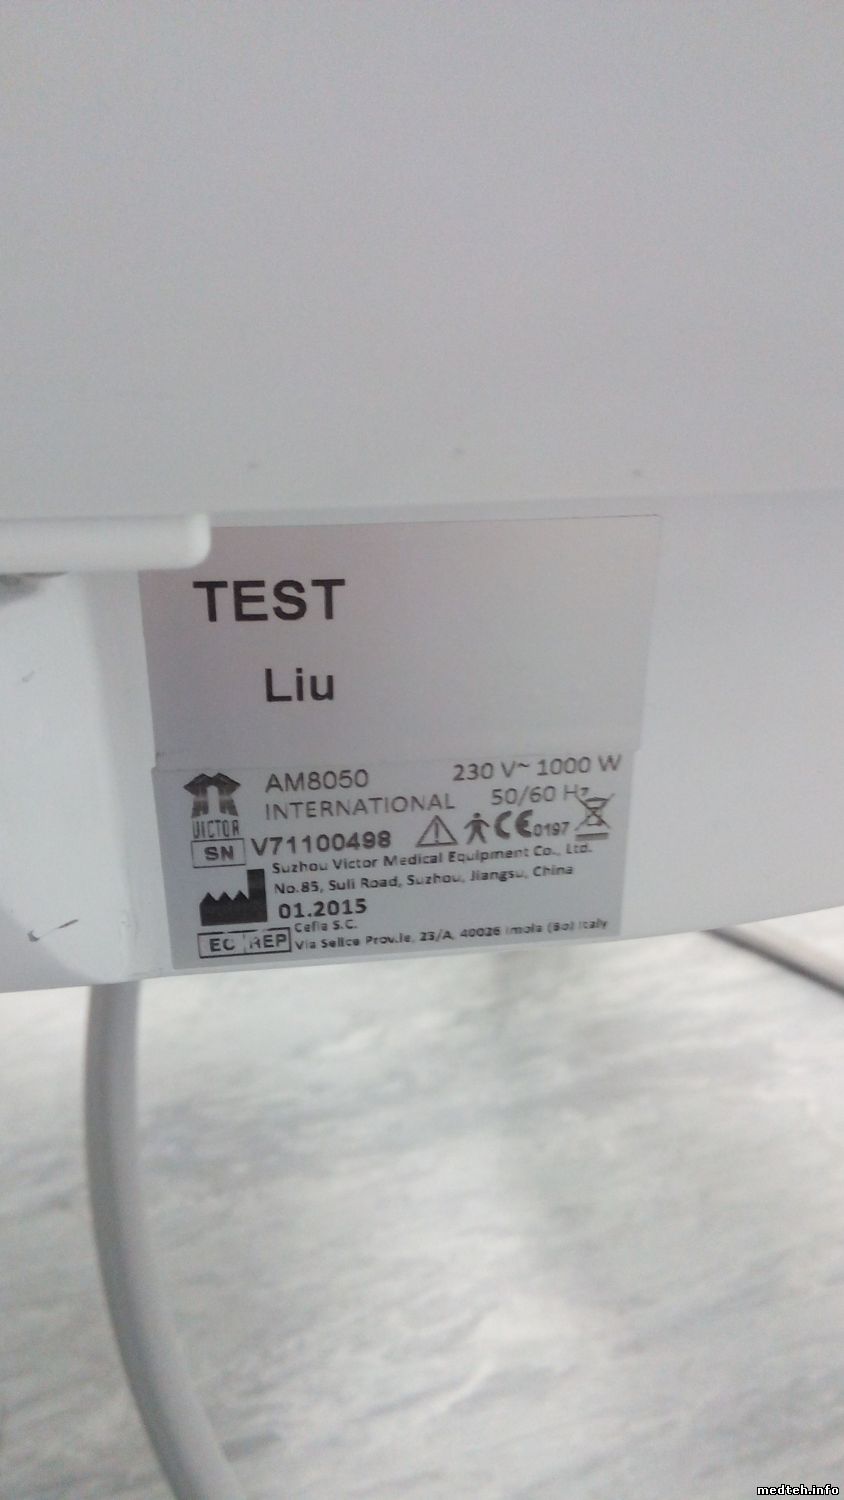 TEST
Liu
AM8050 230 V~ 1000 W
INTERNATIONAL 50/60 Hz
VICTOR
SN V71100498 CE0197
Suzhou Victor Medical Equipment Co., Ltd.
No.85, Suli Road, Suzhou, Jiangsu, China
01.2015
Cefla S.C.
EC REP Via Selice Prov.le, 23/A, 40026 Imola (Bo) Italy
medteh.info